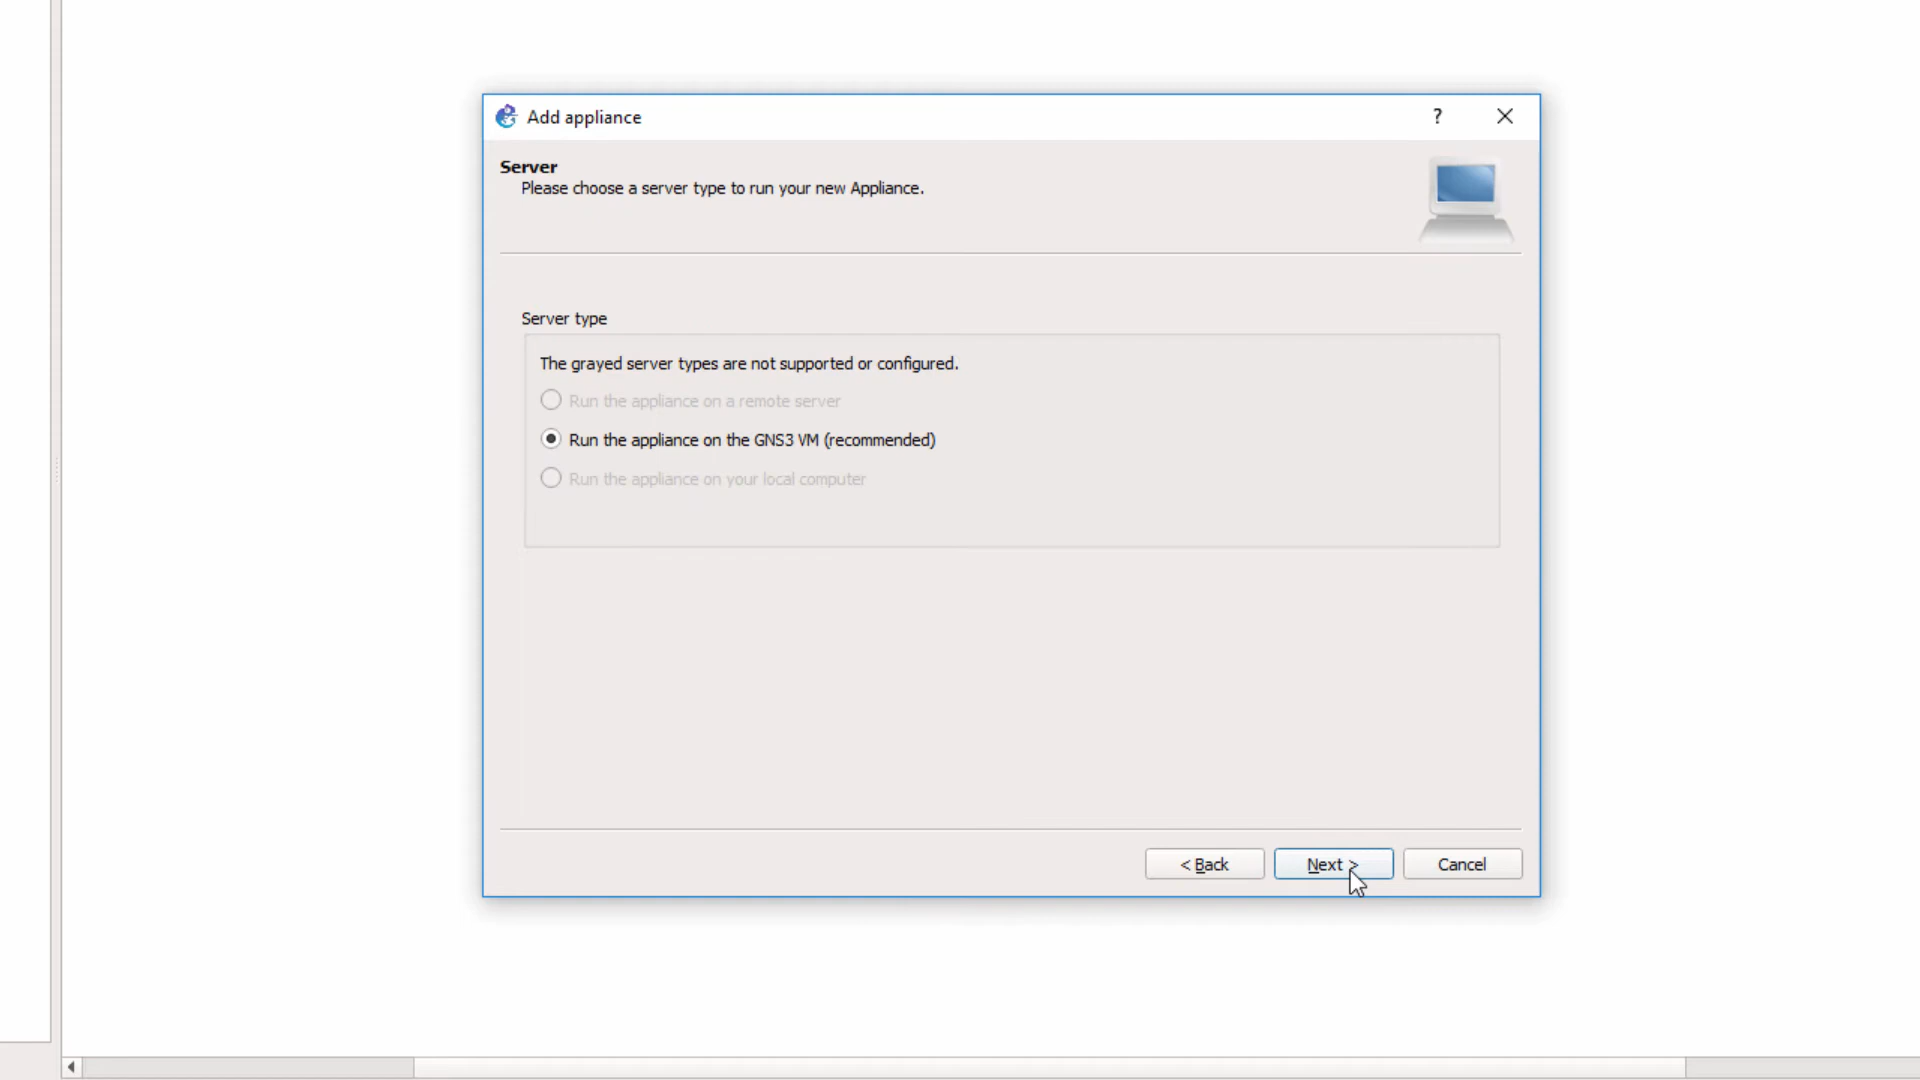 Add appliance
?
Server
Please choose a server type to run your new Appliance.
Server type
The grayed server types are not supported or configured.
Run the appliance on a remote server
Run the appliance on the GNS3 VM (recommended)
Run the appliance on your local computer
< Back
Next >
Cancel